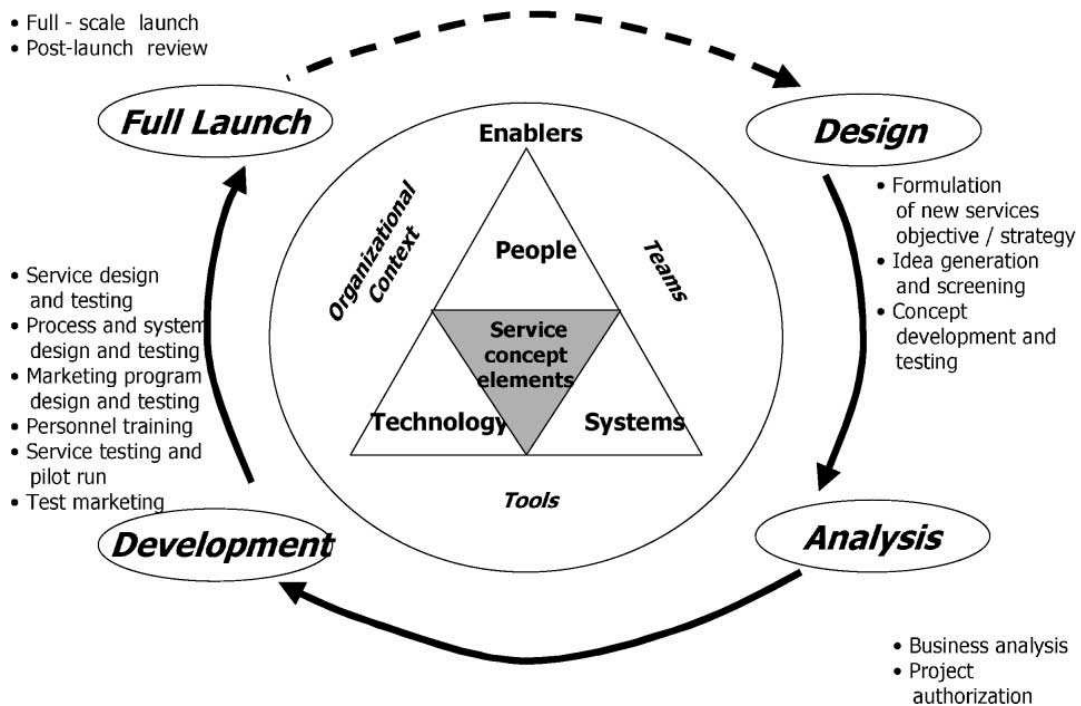 • Full - scale launch
• Post-launch review
Full Launch
Design
Enablers
Organizational
Context
People
Teams
Service
concept
elements
Technology
Systems
Tools
• Formulation
of new services
objective / strategy
• Idea generation
and screening
• Concept
development and
testing
• Service design
and testing
• Process and system
design and testing
• Marketing program
design and testing
• Personnel training
• Service testing and
pilot run
• Test marketing
Development
Analysis
• Business analysis
• Project
authorization